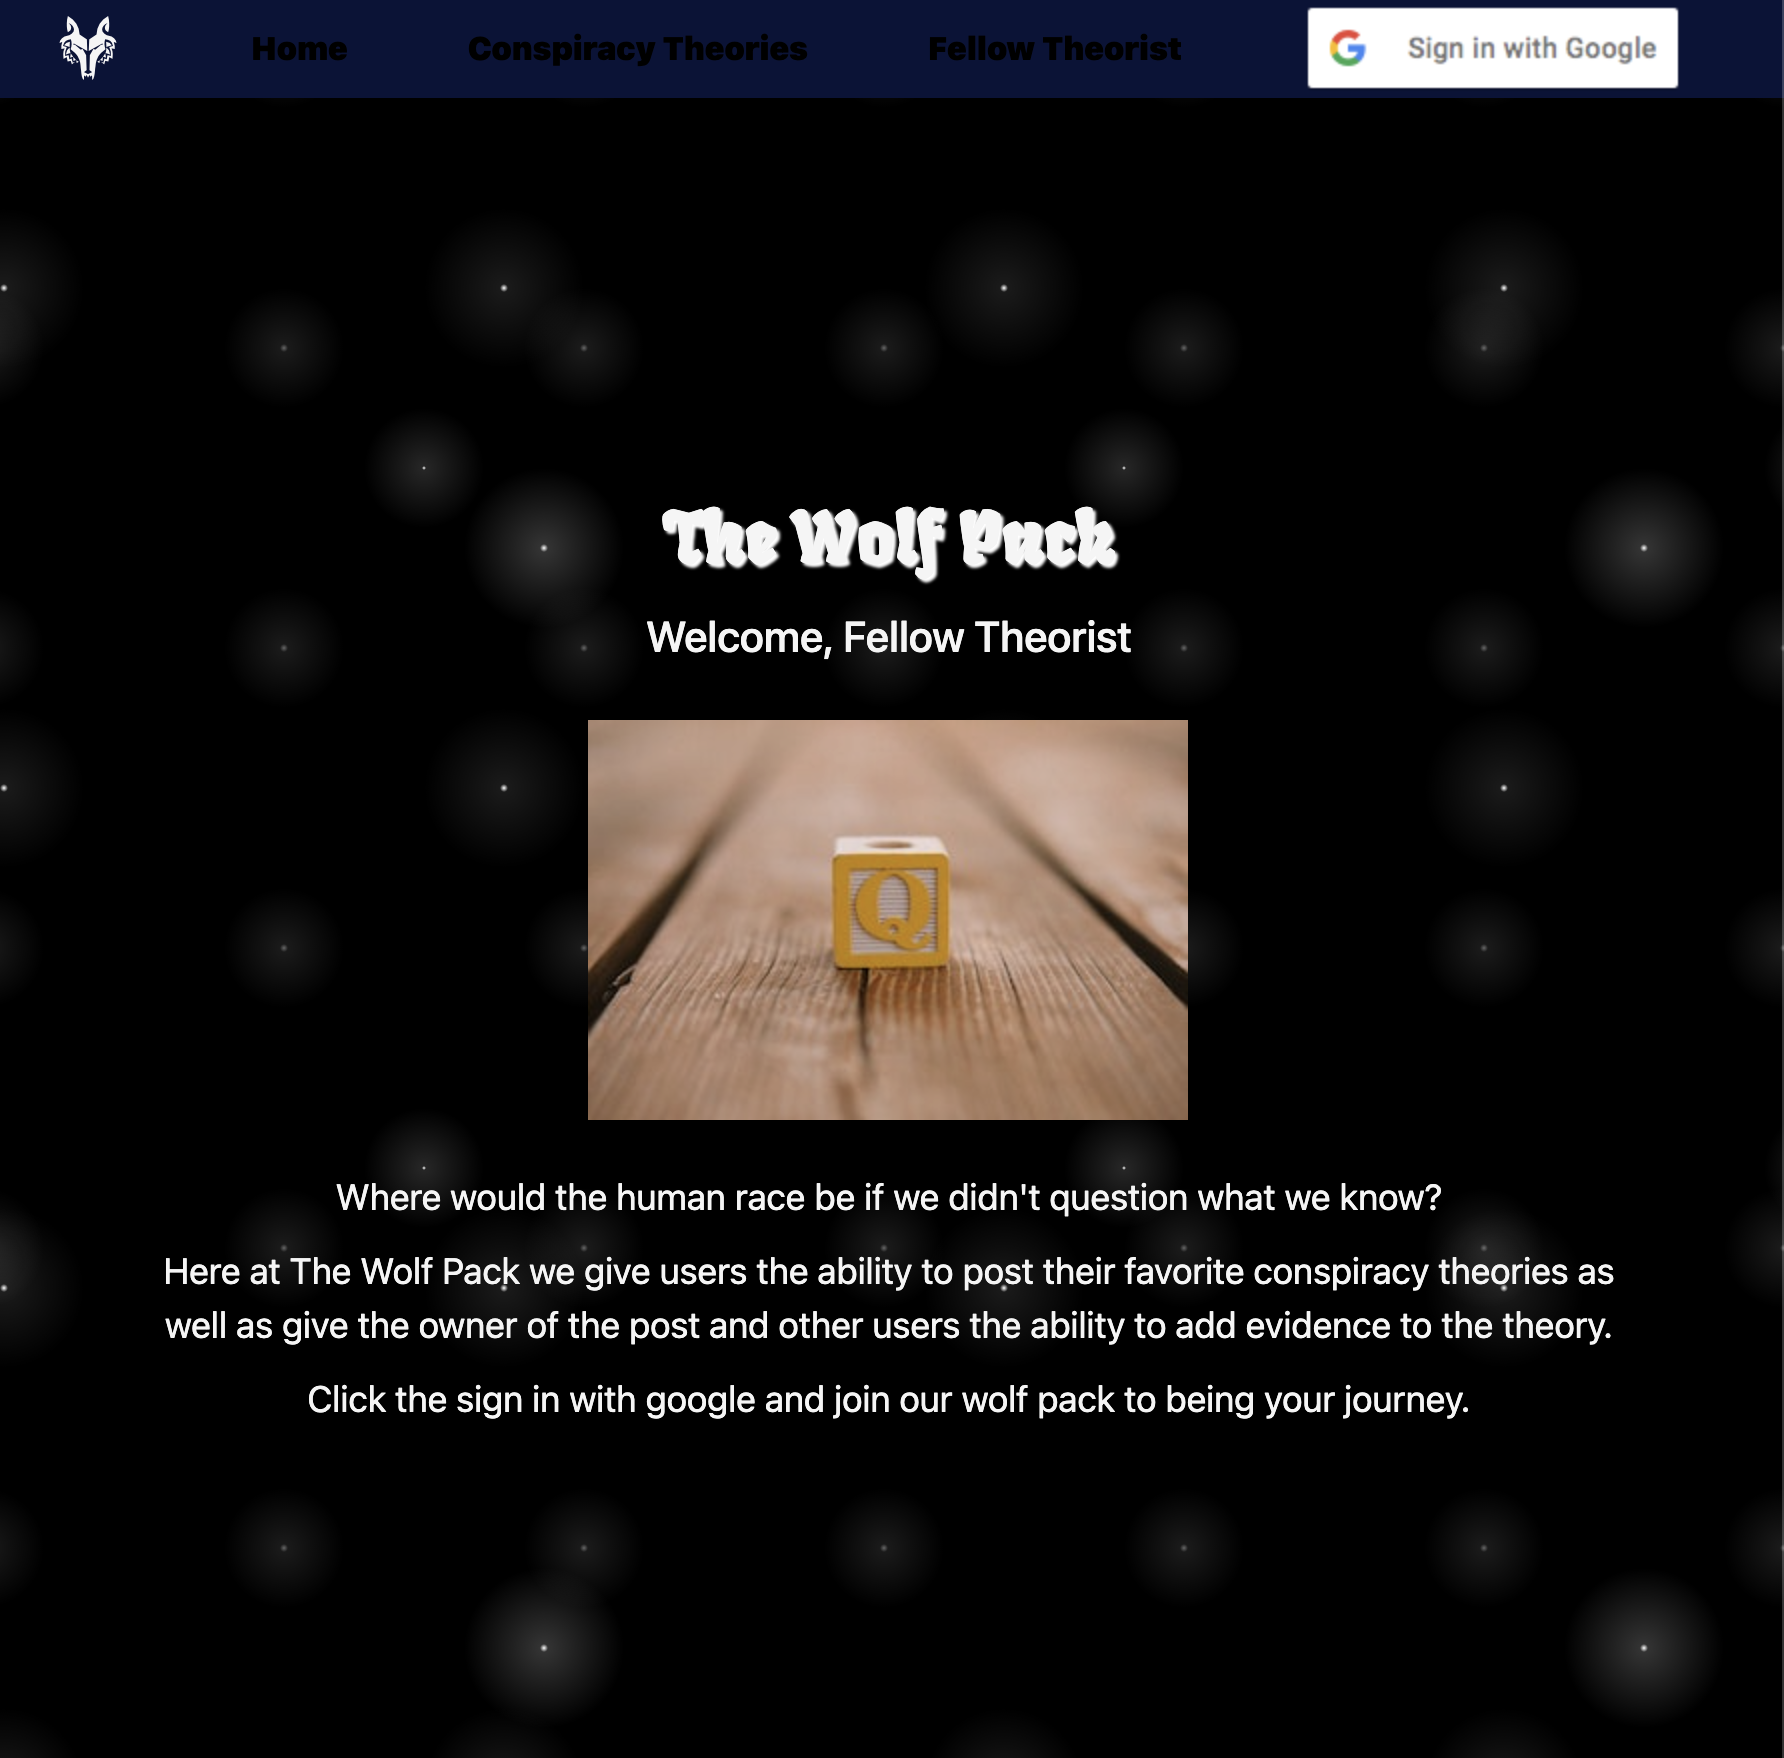 Home
Conspiracy Theories
Fellow Theorist
Sign in with Google
The Wolf Pack
Welcome, Fellow Theorist
Q
Where would the human race be if we didn't question what we know?
Here at The Wolf Pack we give users the ability to post their favorite conspiracy theories as
well as give the owner of the post and other users the ability to add evidence to the theory.
Click the sign in with google and join our wolf pack to being your journey.